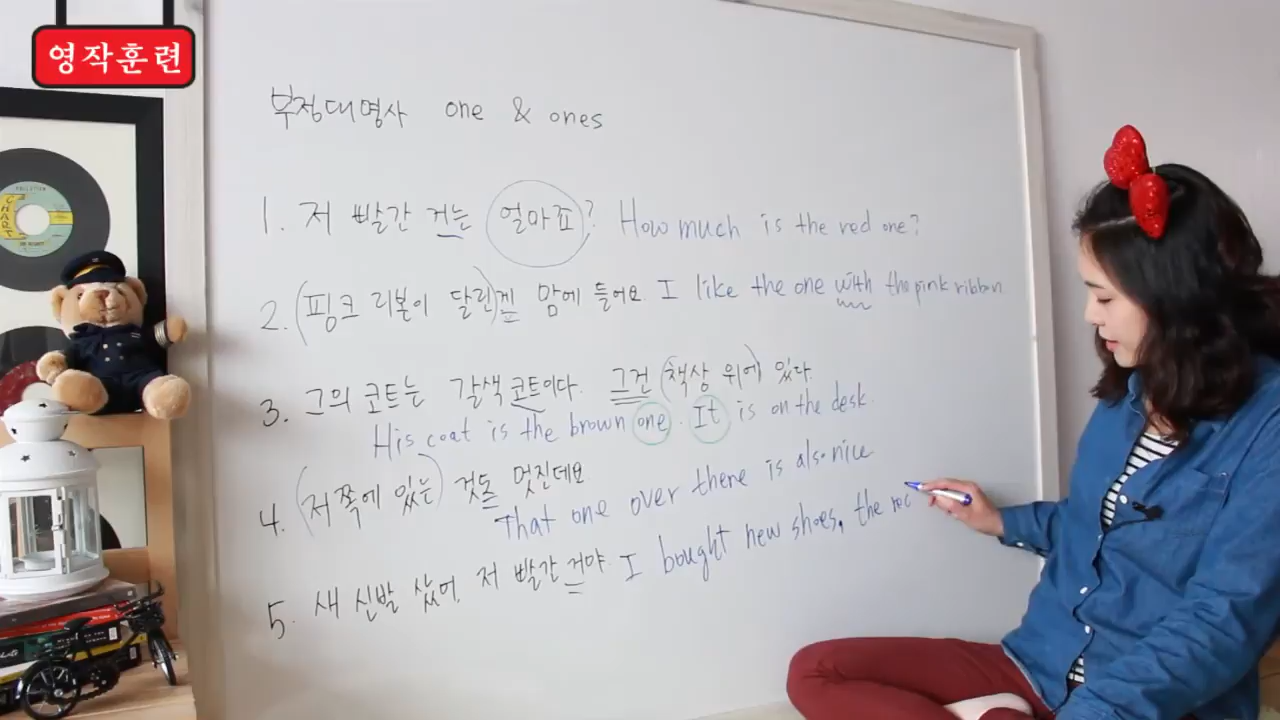 영작훈련
부정대명사 one & ones
1. 저 빨간 거는 얼마죠? How much is the red one?
2. (핑크 리본이 달린)게 맘에 들어요 I like the one with the pink ribbon
3. 그의 코트는 갈색 코트이다. 그건 (책상 위에) 있다.
His coat is the brown one. It is on the desk.
4. (저쪽에 있는) 것도 멋진데요
That one over there is also nice
5. 새 신발 샀어, 저 빨간 거야. I bought new shoes, the
CHART